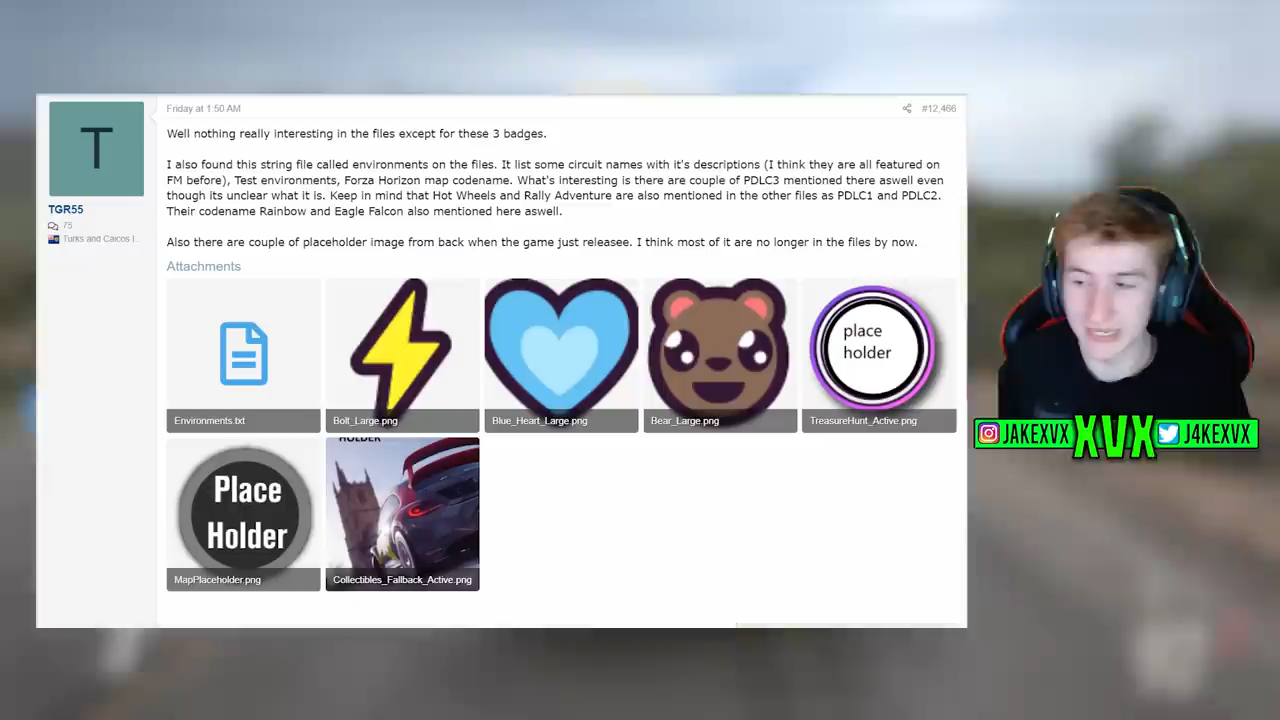 Friday at 1:50 AM
#12,466
T
TGR55
75
Turks and Caicos I...
Well nothing really interesting in the files except for these 3 badges.
I also found this string file called environments on the files. It list some circuit names with it's descriptions (I think they are all featured on
FM before), Test environments, Forza Horizon map codename. What's interesting is there are couple of PDLC3 mentioned there aswell even
though its unclear what it is. Keep in mind that Hot Wheels and Rally Adventure are also mentioned in the other files as PDLC1 and PDLC2.
Their codename Rainbow and Eagle Falcon also mentioned here aswell.
Also there are couple of placeholder image from back when the game just releasee. I think most of it are no longer in the files by now.
Attachments
place
holder
Environments.txt
Bolt_Large.png
Blue_Heart_Large.png
Bear_Large.png
TreasureHunt_Active.png
HOLDER
Place
Holder
MapPlaceholder.png
Collectibles_Fallback_Active.png
JAKEXVX XVX J4KEXVX